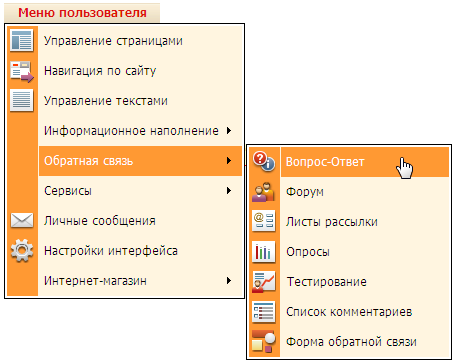 Меню пользователя
Управление страницами
Навигация по сайту
Управление текстами
Информационное наполнение
Обратная связь
Сервисы
Личные сообщения
Настройки интерфейса
Интернет-магазин
Вопрос-Ответ
Форум
Листы рассылки
Опросы
Тестирование
Список комментариев
Форма обратной связи